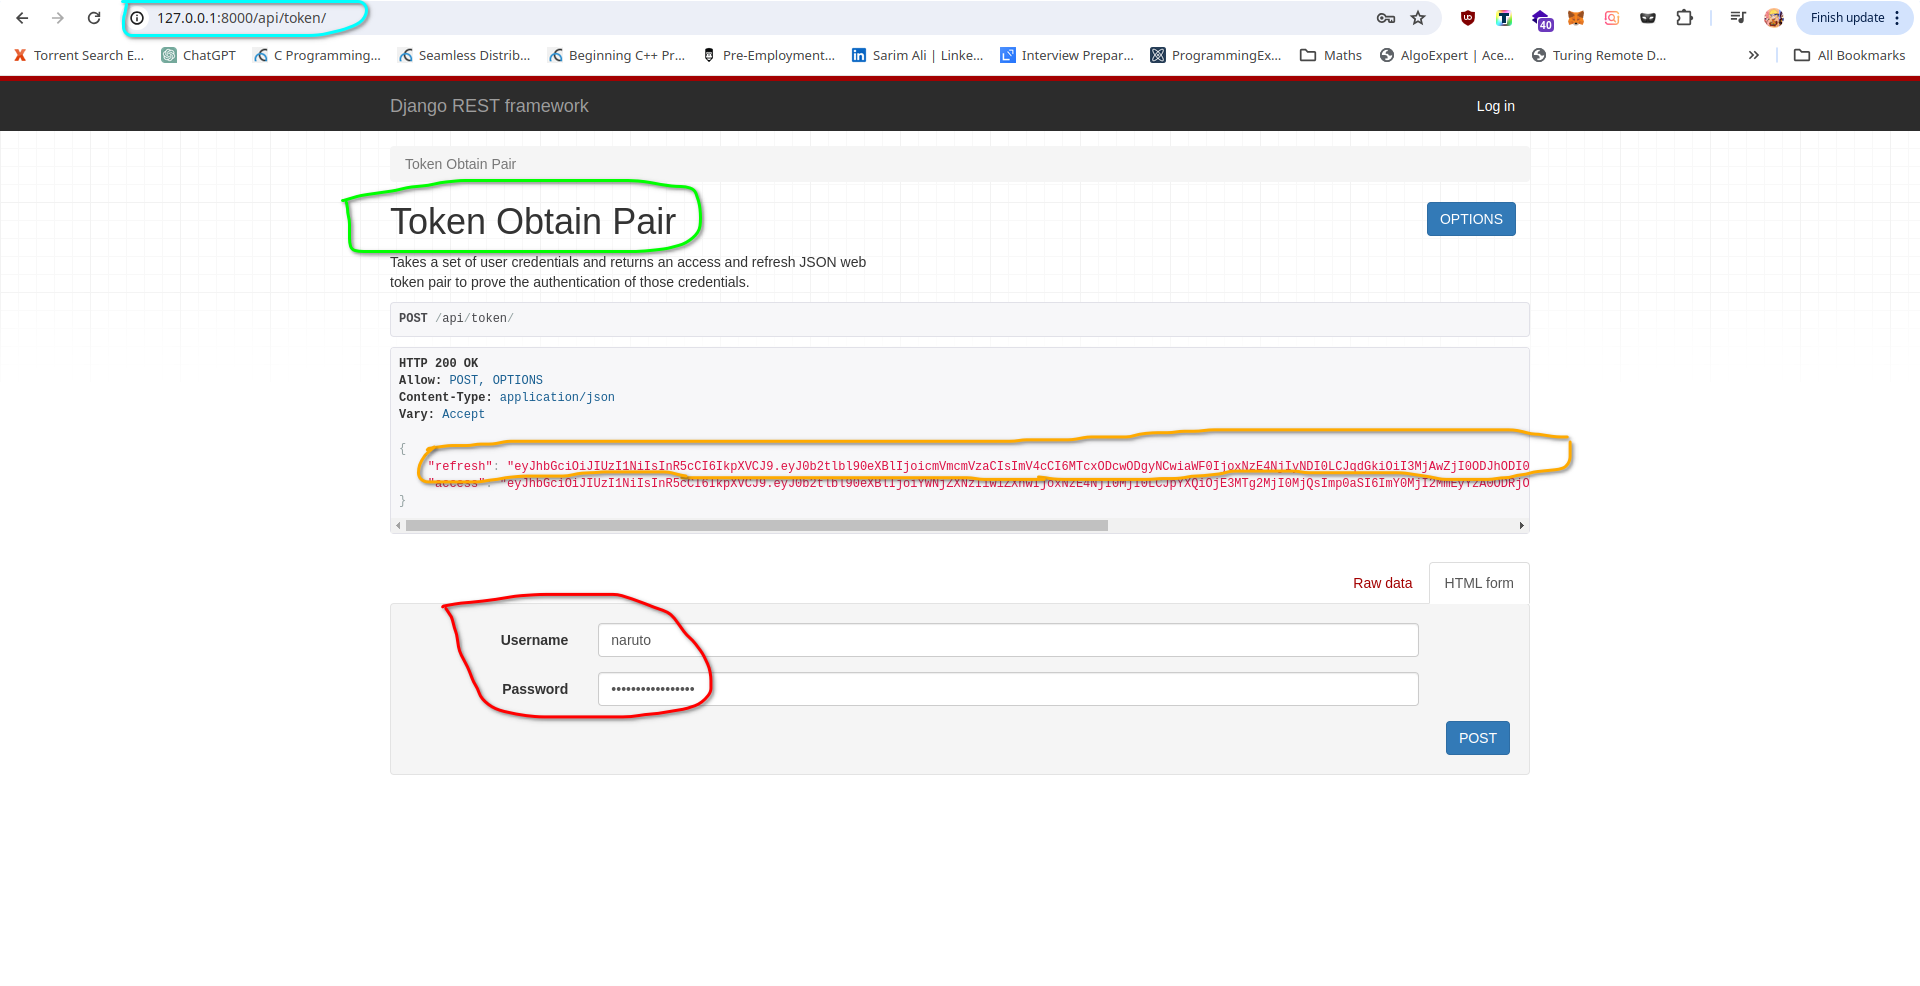 127.0.0.1:8000/api/token/
40
Finish update
Torrent Search E...
ChatGPT
C Programming...
Seamless Distrib...
Beginning C++ Pr...
Pre-Employment...
Sarim Ali | Linke...
Interview Prepar...
ProgrammingEx...
Maths
AlgoExpert | Ace...
Turing Remote D...
»
All Bookmarks
Django REST framework
Log in
Token Obtain Pair
Token Obtain Pair
OPTIONS
Takes a set of user credentials and returns an access and refresh JSON web
token pair to prove the authentication of those credentials.
POST /api/token/
HTTP 200 OK
Allow: POST, OPTIONS
Content-Type: application/json
Vary: Accept
{
"refresh":
"access":
}
Raw data
HTML form
Username
naruto
Password
•••••••••••••••••
POST